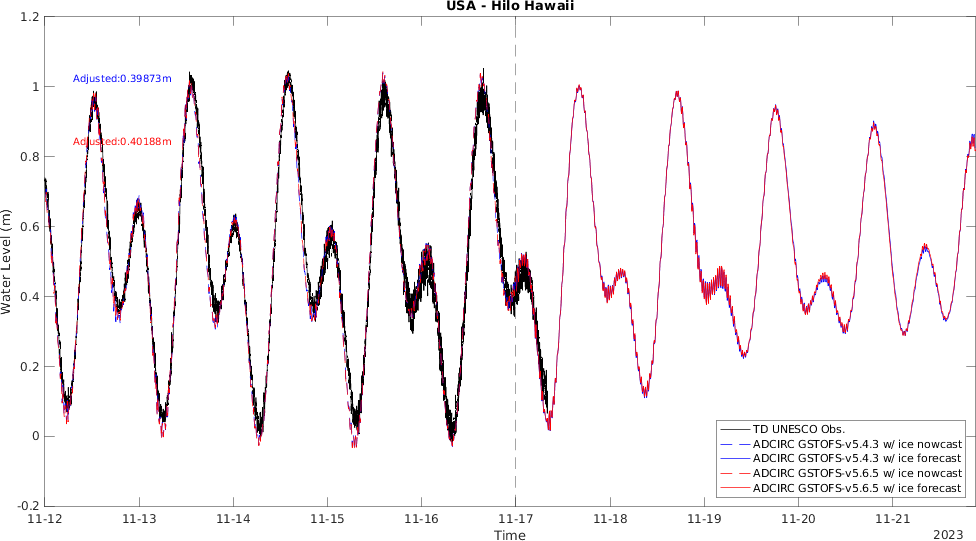 USA - Hilo Hawaii
1.2
1
0.8
0.6
0.4
0.2
0
-0.2
Water Level (m)
Adjusted:0.39873m
Adjusted:0.40188m
TD UNESCO Obs.
ADCIRC GSTOFS-v5.4.3 w/ ice nowcast
ADCIRC GSTOFS-v5.4.3 w/ ice forecast
ADCIRC GSTOFS-v5.6.5 w/ ice nowcast
ADCIRC GSTOFS-v5.6.5 w/ ice forecast
11-12 11-13 11-14 11-15 11-16 11-17 11-18 11-19 11-20 11-21
Time
2023